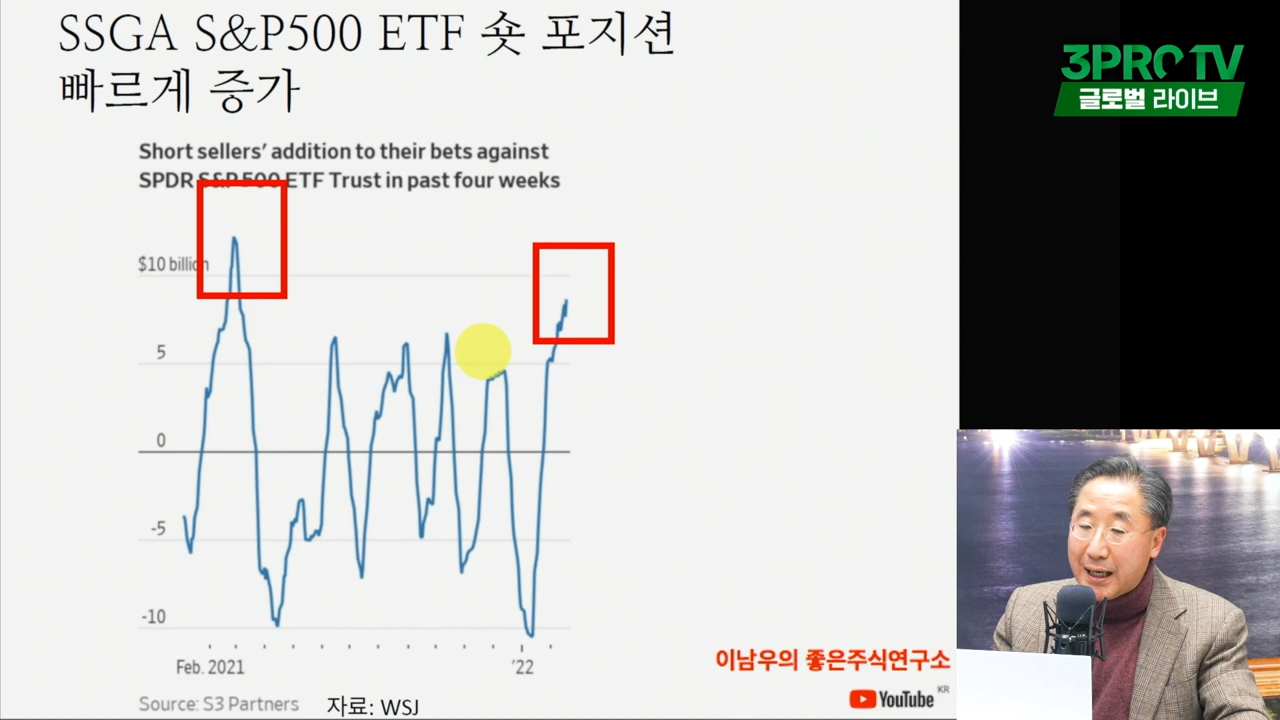 SSGA S&P500 ETF 숏 포지션
빠르게 증가
3PRO TV
글로벌 라이브
Short sellers' addition to their bets against
SPDR S&P 500 ETF Trust in past four weeks
$10 billion
5
0
-5
-10
Feb. 2021
'22
Source: S3 Partners
자료: WSJ
이남우의 좋은주식연구소
YouTube KR